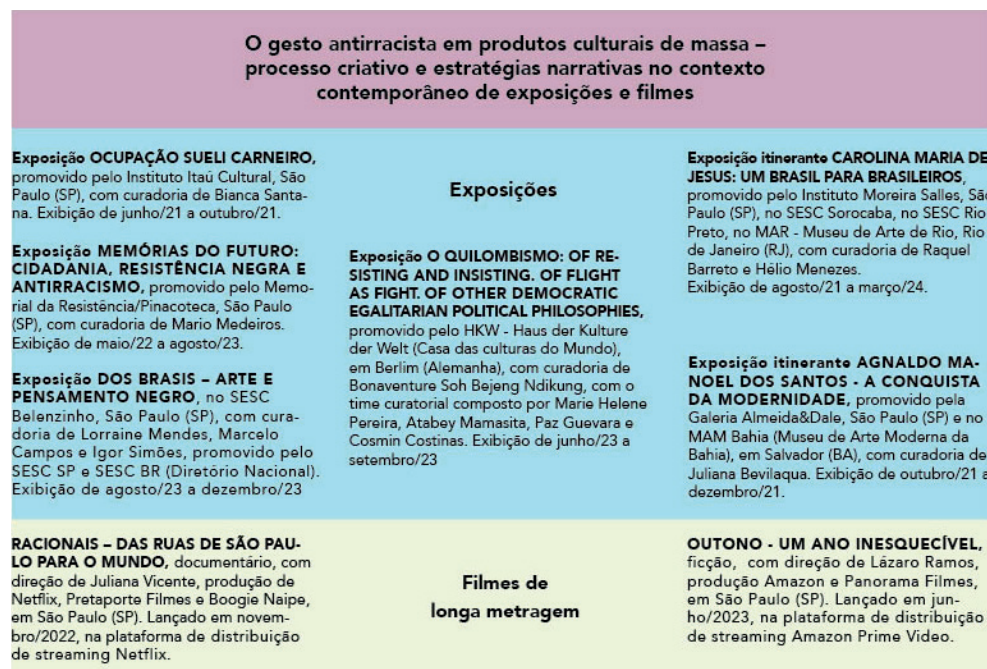 O gesto antirracista em produtos culturais de massa –
processo criativo e estratégias narrativas no contexto
contemporâneo de exposições e filmes
Exposição OCUPAÇÃO SUELI CARNEIRO,
promovido pelo Instituto Itaú Cultural, São
Paulo (SP), com curadoria de Bianca Santa-
na. Exibição de junho/21 a outubro/21.
Exposição MEMÓRIAS DO FUTURO:
CIDADANIA, RESISTÊNCIA NEGRA E
ANTIRRACISMO, promovido pelo Memo-
rial da Resistência/Pinacoteca, São Paulo
(SP), com curadoria de Mario Medeiros.
Exibição de maio/22 a agosto/23.
Exposição DOS BRASIS – ARTE E
PENSAMENTO NEGRO, no SESC
Belenzinho, São Paulo (SP), com cura-
doria de Lorraine Mendes, Marcelo
Campos e Igor Simões, promovido pelo
SESC SP e SESC BR (Diretório Nacional).
Exibição de agosto/23 a dezembro/23
Exposições
Exposição O QUILOMBISMO: OF RE-
SISTING AND INSISTING. OF FLIGHT
AS FIGHT. OF OTHER DEMOCRATIC
EGALITARIAN POLITICAL PHILOSOPHIES,
promovido pelo HKW - Haus der Kulture
der Welt (Casa das culturas do Mundo),
em Berlim (Alemanha), com curadoria de
Bonaventure Soh Bejeng Ndikung, com o
time curatorial composto por Marie Helene
Pereira, Atabey Mamasita, Paz Guevara e
Cosmin Costinas. Exibição de junho/23 a
setembro/23
Exposição itinerante CAROLINA MARIA DE
JESUS: UM BRASIL PARA BRASILEIROS,
promovido pelo Instituto Moreira Salles, São
Paulo (SP), no SESC Sorocaba, no SESC Rio
Preto, no MAR - Museu de Arte de Rio, Rio
de Janeiro (RJ), com curadoria de Raquel
Barreto e Hélio Menezes.
Exibição de agosto/21 a março/24.
Exposição itinerante AGNALDO MA-
NOEL DOS SANTOS - A CONQUISTA
DA MODERNIDADE, promovido pela
Galeria Almeida&Dale, São Paulo (SP) e no
MAM Bahia (Museu de Arte Moderna da
Bahia), em Salvador (BA), com curadoria de
Juliana Bevilaqua. Exibição de outubro/21 a
dezembro/21.
RACIONAIS – DAS RUAS DE SÃO PAU-
LO PARA O MUNDO, documentário, com
direção de Juliana Vicente, produção de
Netflix, Pretaporte Filmes e Boogie Naipe,
em São Paulo (SP). Lançado em novem-
bro/2022, na plataforma de distribuição
de streaming Netflix.
Filmes de
longa metragem
OUTONO - UM ANO INESQUECÍVEL,
ficção, com direção de Lázaro Ramos,
produção Amazon e Panorama Filmes,
em São Paulo (SP). Lançado em jun-
ho/2023, na plataforma de distribuição
de streaming Amazon Prime Video.